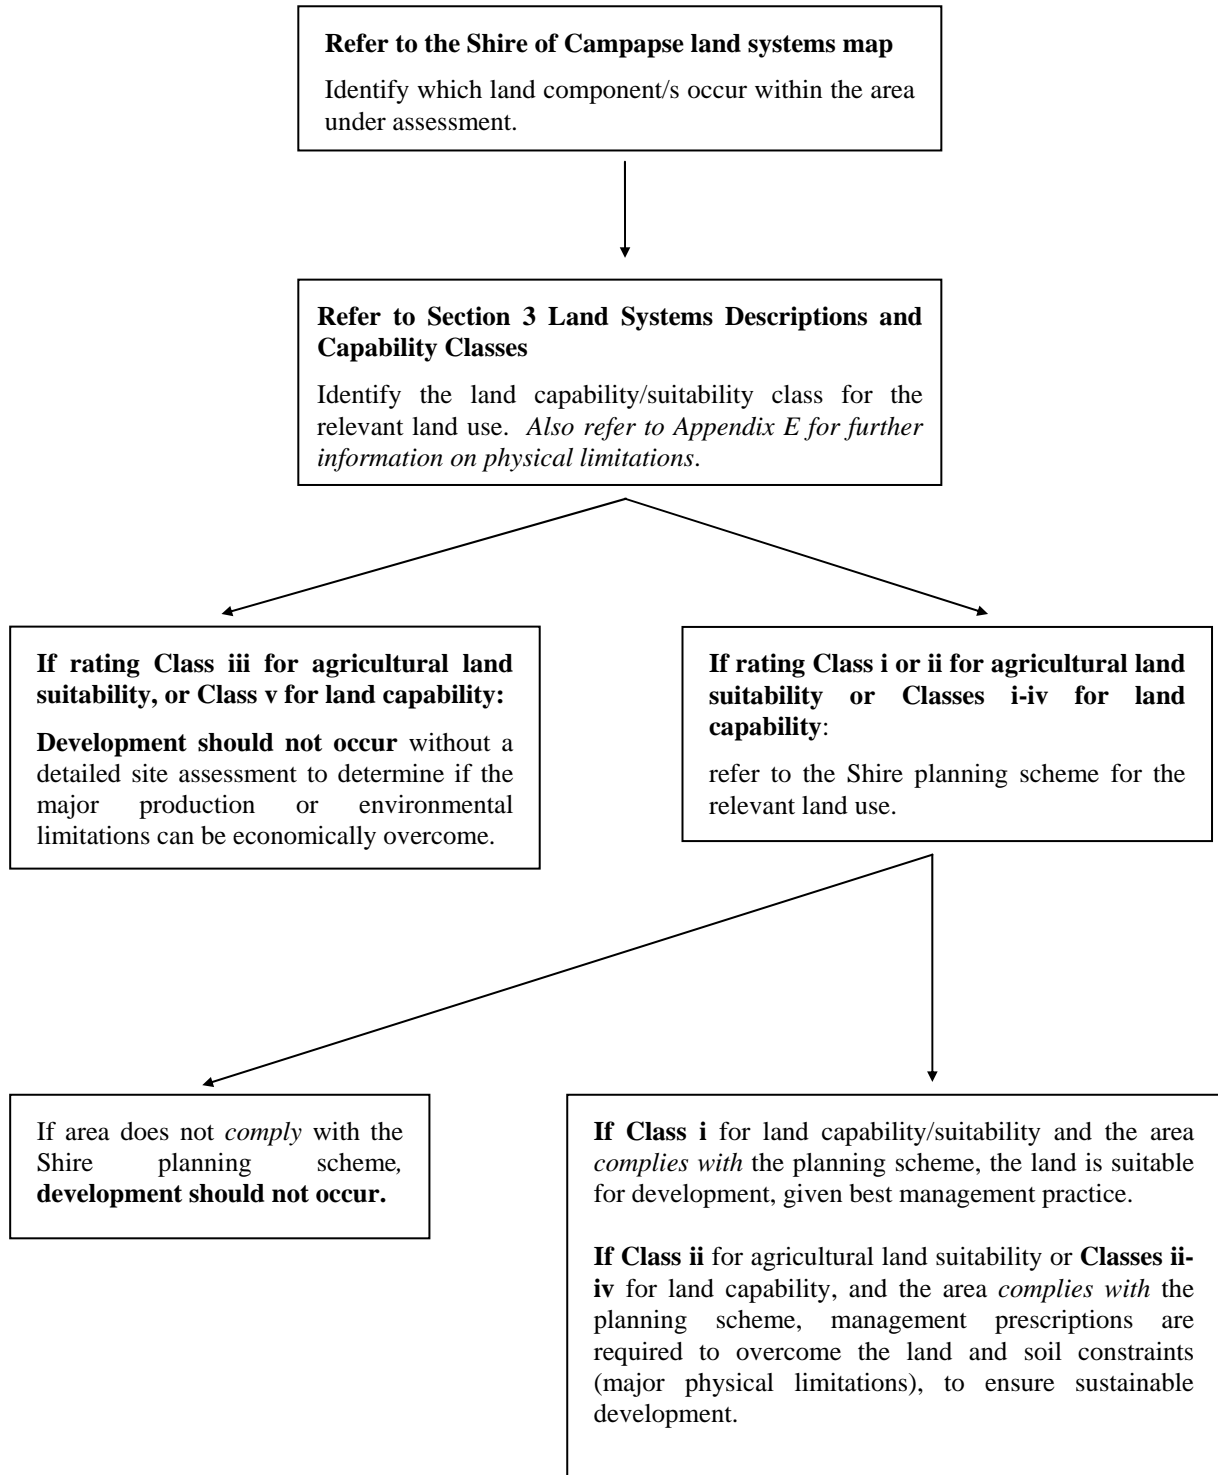 Refer to the Shire of Campapse land systems map
Identify which land component/s occur within the area
under assessment.
Refer to Section 3 Land Systems Descriptions and
Capability Classes
Identify the land capability/suitability class for the
relevant land use. Also refer to Appendix E for further
information on physical limitations.
If rating Class iii for agricultural land
suitability, or Class v for land capability:
Development should not occur without a
detailed site assessment to determine if the
major production or environmental
limitations can be economically overcome.
If rating Class i or ii for agricultural land
suitability or Classes i-iv for land
capability:
refer to the Shire planning scheme for the
relevant land use.
If area does not comply with the
Shire planning scheme,
development should not occur.
If Class i for land capability/suitability and the area
complies with the planning scheme, the land is suitable
for development, given best management practice.
If Class ii for agricultural land suitability or Classes ii-
iv for land capability, and the area complies with the
planning scheme, management prescriptions are
required to overcome the land and soil constraints
(major physical limitations), to ensure sustainable
development.